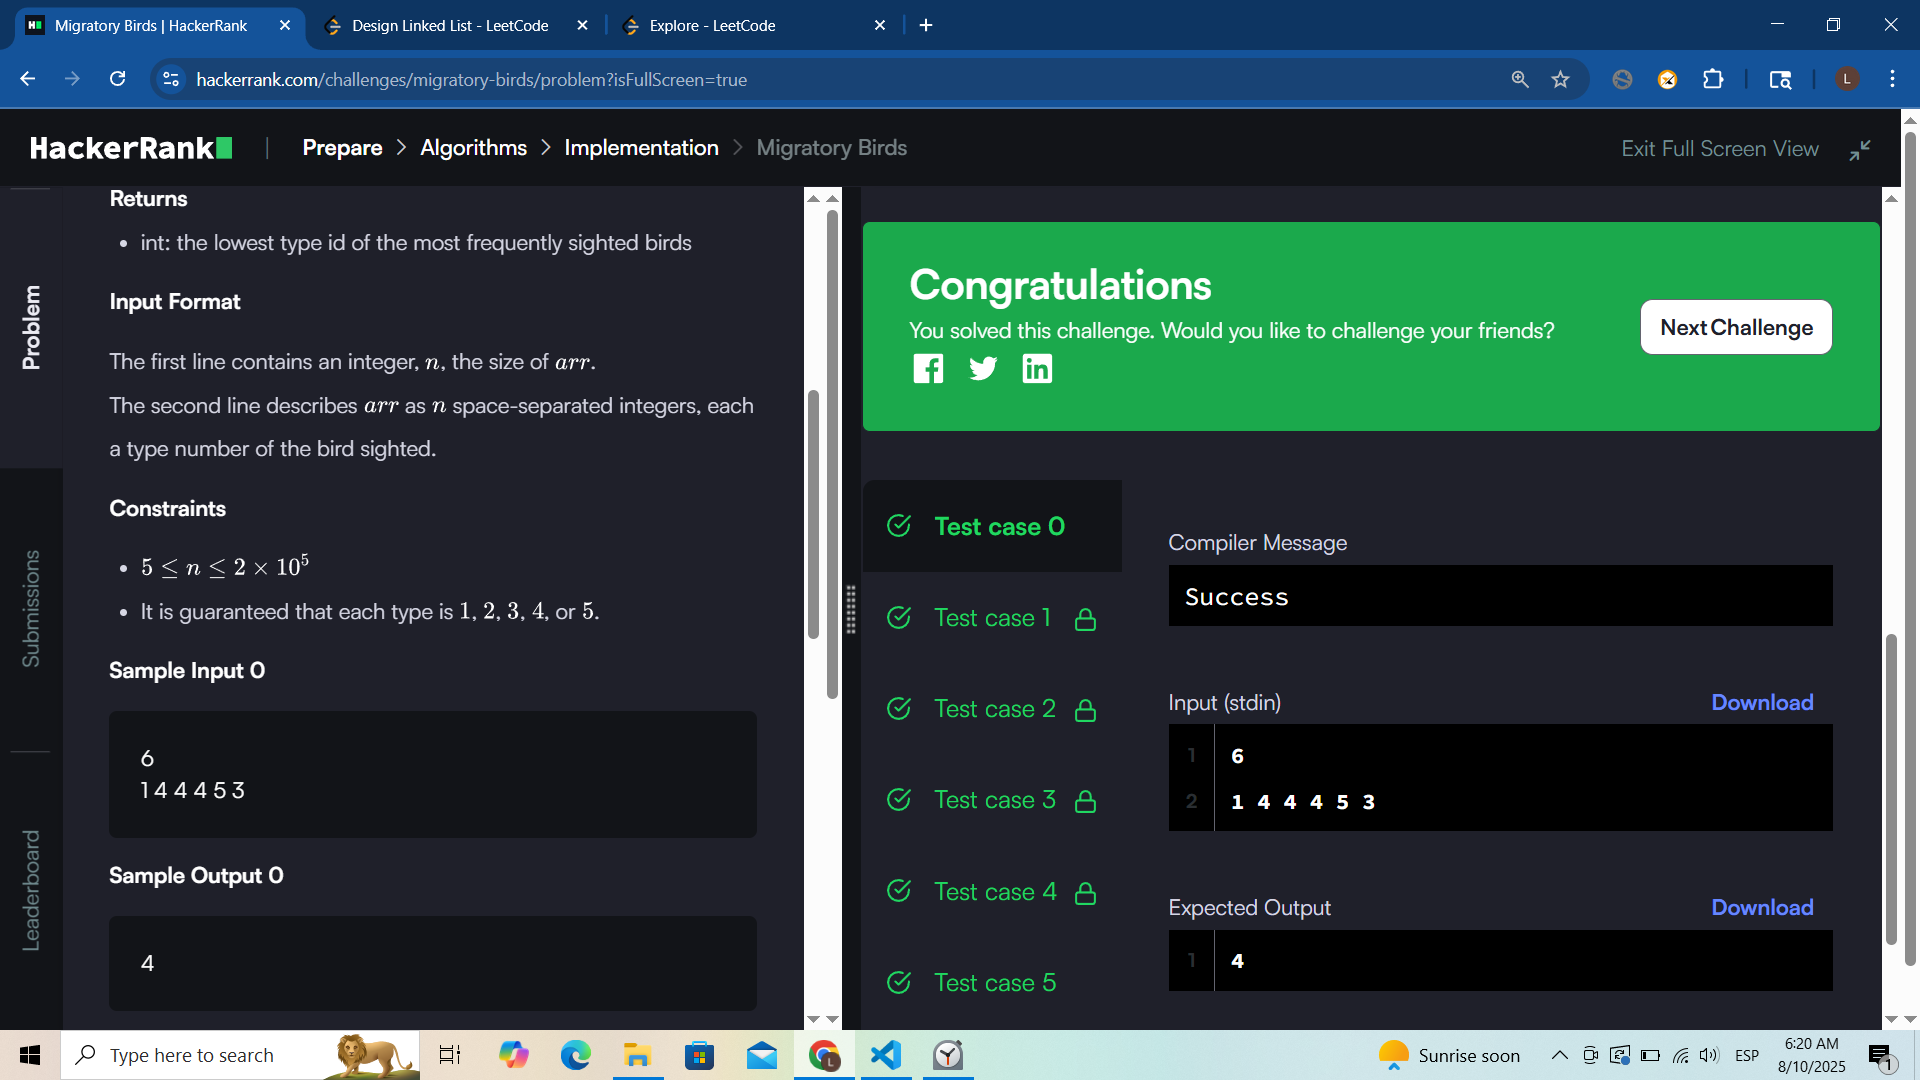 Migratory Birds | HackerRank
Design Linked List - LeetCode
Explore - LeetCode
hackerrank.com/challenges/migratory-birds/problem?isFullScreen=true
L
HackerRank
Prepare > Algorithms > Implementation > Migratory Birds
Exit Full Screen View
Problem
Submissions
Leaderboard
Returns
• int: the lowest type id of the most frequently sighted birds
Input Format
The first line contains an integer, n, the size of arr.
The second line describes arr as n space-separated integers, each
a type number of the bird sighted.
Constraints
• 5 ≤ n ≤ 2 × 10⁵
• It is guaranteed that each type is 1, 2, 3, 4, or 5.
Sample Input 0
6
1 4 4 4 5 3
Sample Output 0
4
Congratulations
You solved this challenge. Would you like to challenge your friends?
Next Challenge
Test case 0
Test case 1
Test case 2
Test case 3
Test case 4
Test case 5
Compiler Message
Success
Input (stdin)
Download
1 6
2 1 4 4 4 5 3
Expected Output
Download
1 4
Type here to search
L
Sunrise soon
ESP
6:20 AM
8/10/2025
1